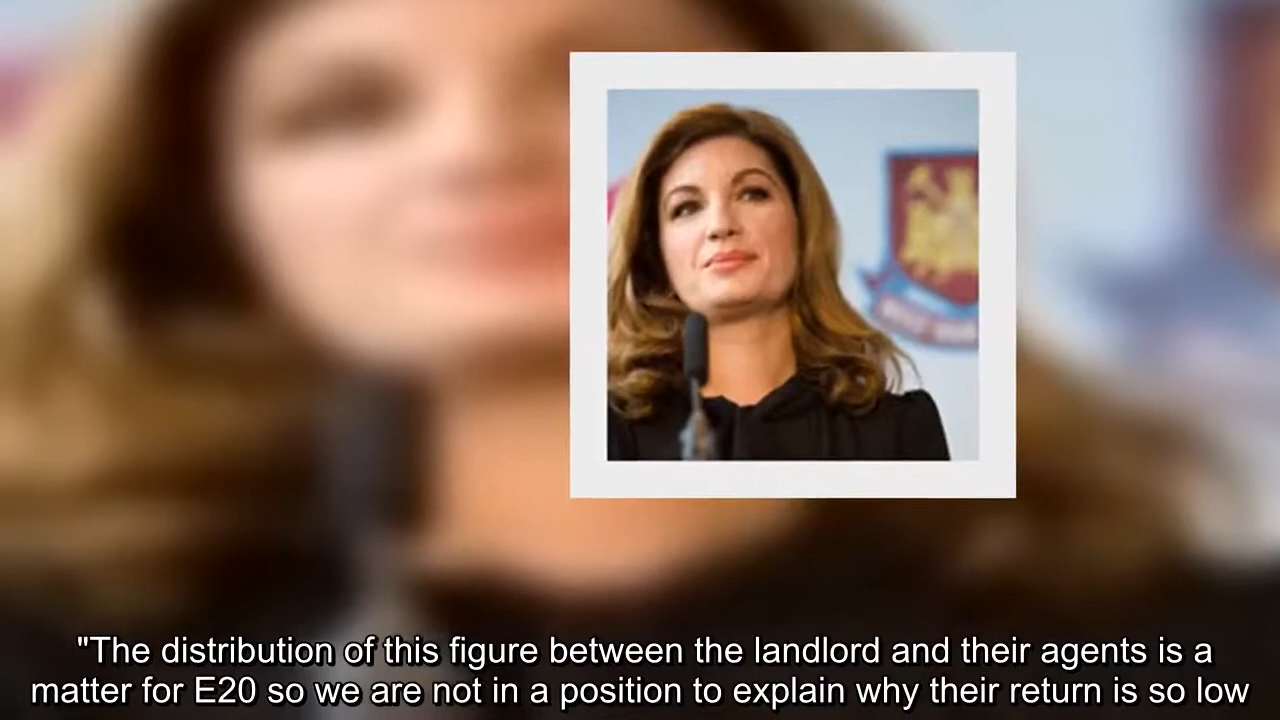 "The distribution of this figure between the landlord and their agents is a
matter for E20 so we are not in a position to explain why their return is so low